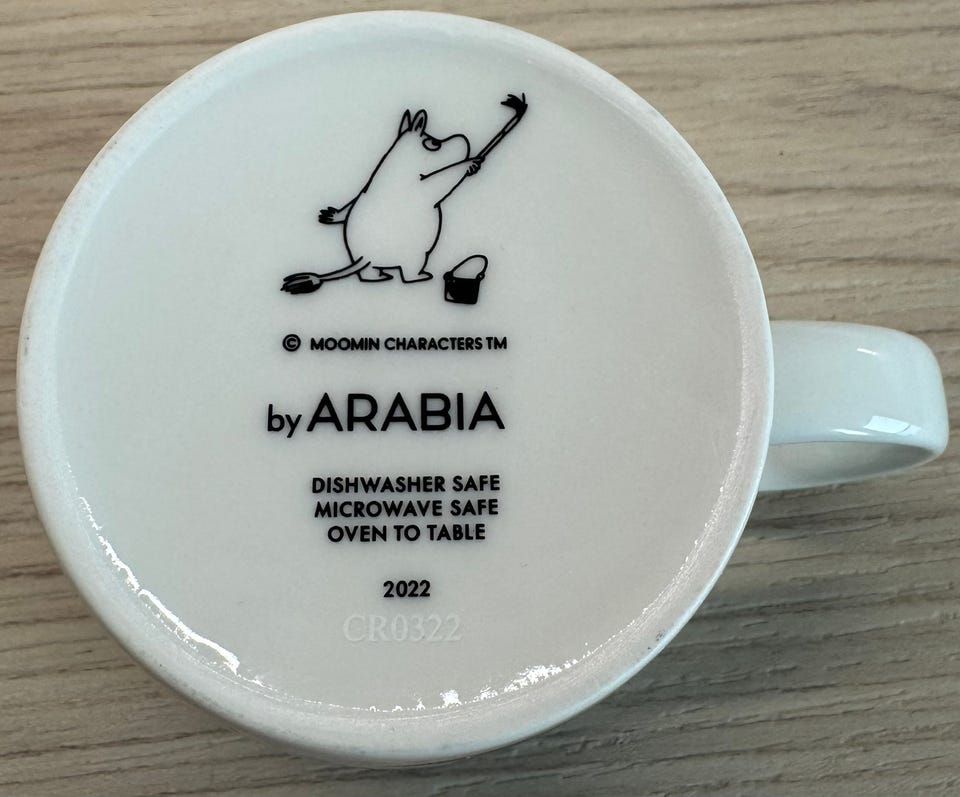 © MOOMIN CHARACTERS TM
by ARABIA
DISHWASHER SAFE
MICROWAVE SAFE
OVEN TO TABLE
2022
CR0322